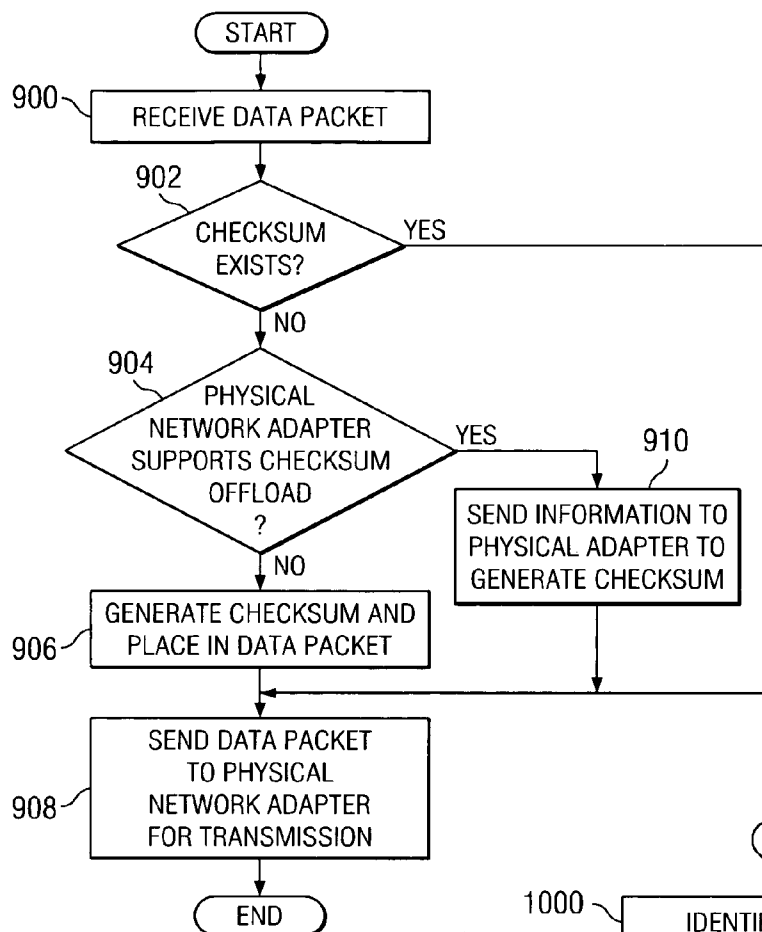 START
900
RECEIVE DATA PACKET
902
CHECKSUM
EXISTS?
YES
NO
904
PHYSICAL
NETWORK ADAPTER
SUPPORTS CHECKSUM
OFFLOAD
?
YES
NO
910
SEND INFORMATION TO
PHYSICAL ADAPTER TO
GENERATE CHECKSUM
906
GENERATE CHECKSUM AND
PLACE IN DATA PACKET
908
SEND DATA PACKET
TO PHYSICAL
NETWORK ADAPTER
FOR TRANSMISSION
END
1000